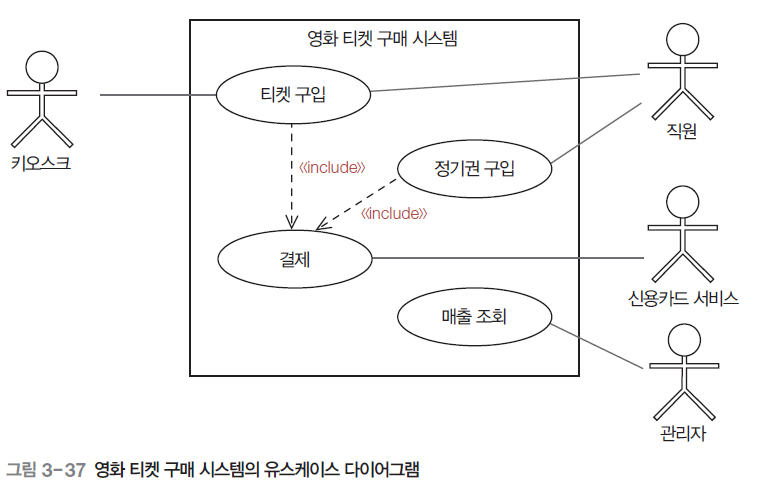 영화 티켓 구매 시스템
티켓 구입
키오스크
직원
《include》
정기권 구입
《include》
결제
신용카드 서비스
매출 조회
관리자
그림 3-37 영화 티켓 구매 시스템의 유스케이스 다이어그램